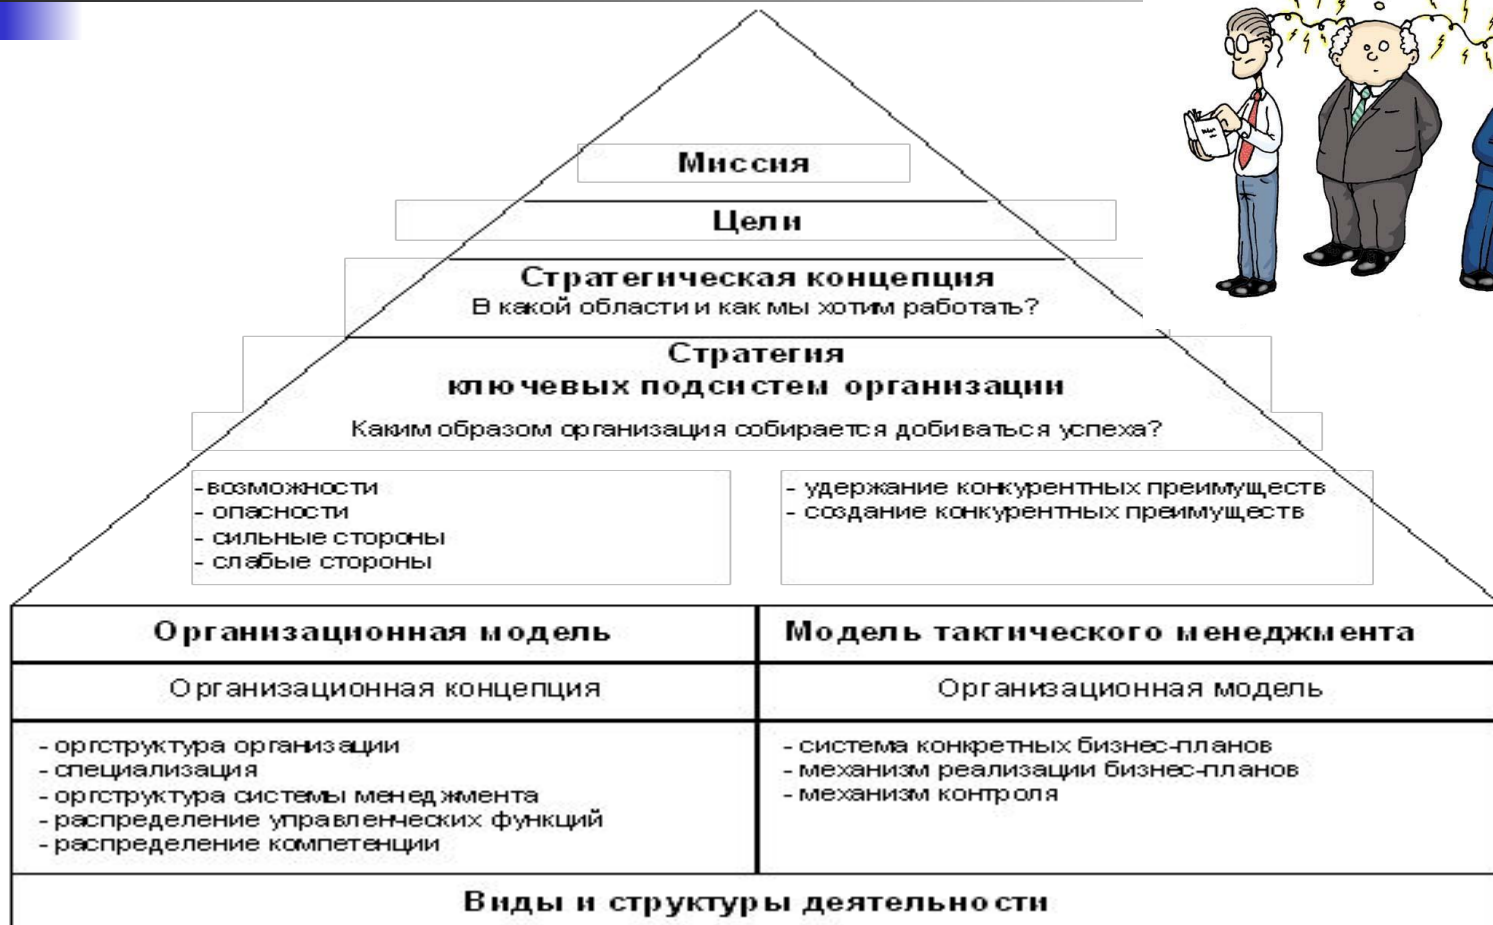 Миссия
Цели
Стратегическая концепция
В какой области и как мы хотим работать?
Стратегия
ключевых подсистем организации
Каким образом организация собирается добиваться успеха?
-возможности
- опасности
- сильные стороны
- слабые стороны
- удержание конкурентных преимуществ
- создание конкурентных преимуществ
Организационная модель
Модель тактического менеджмента
Организационная концепция
Организационная модель
- оргструктура организации
- специализация
- оргструктура системы менеджмента
- распределение управленческих функций
- распределение компетенции
- система конкретных бизнес-планов
- механизм реализации бизнес-планов
- механизм контроля
Виды и структуры деятельности